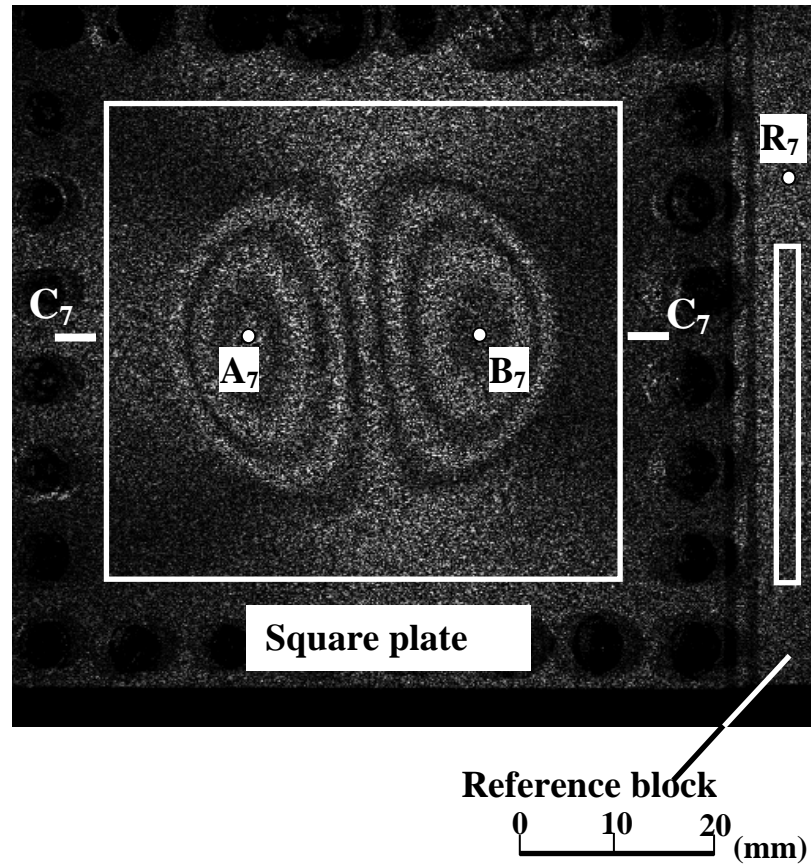 R₇
C₇
C₇
A₇
B₇
Square plate
Reference block
0 10 20 (mm)